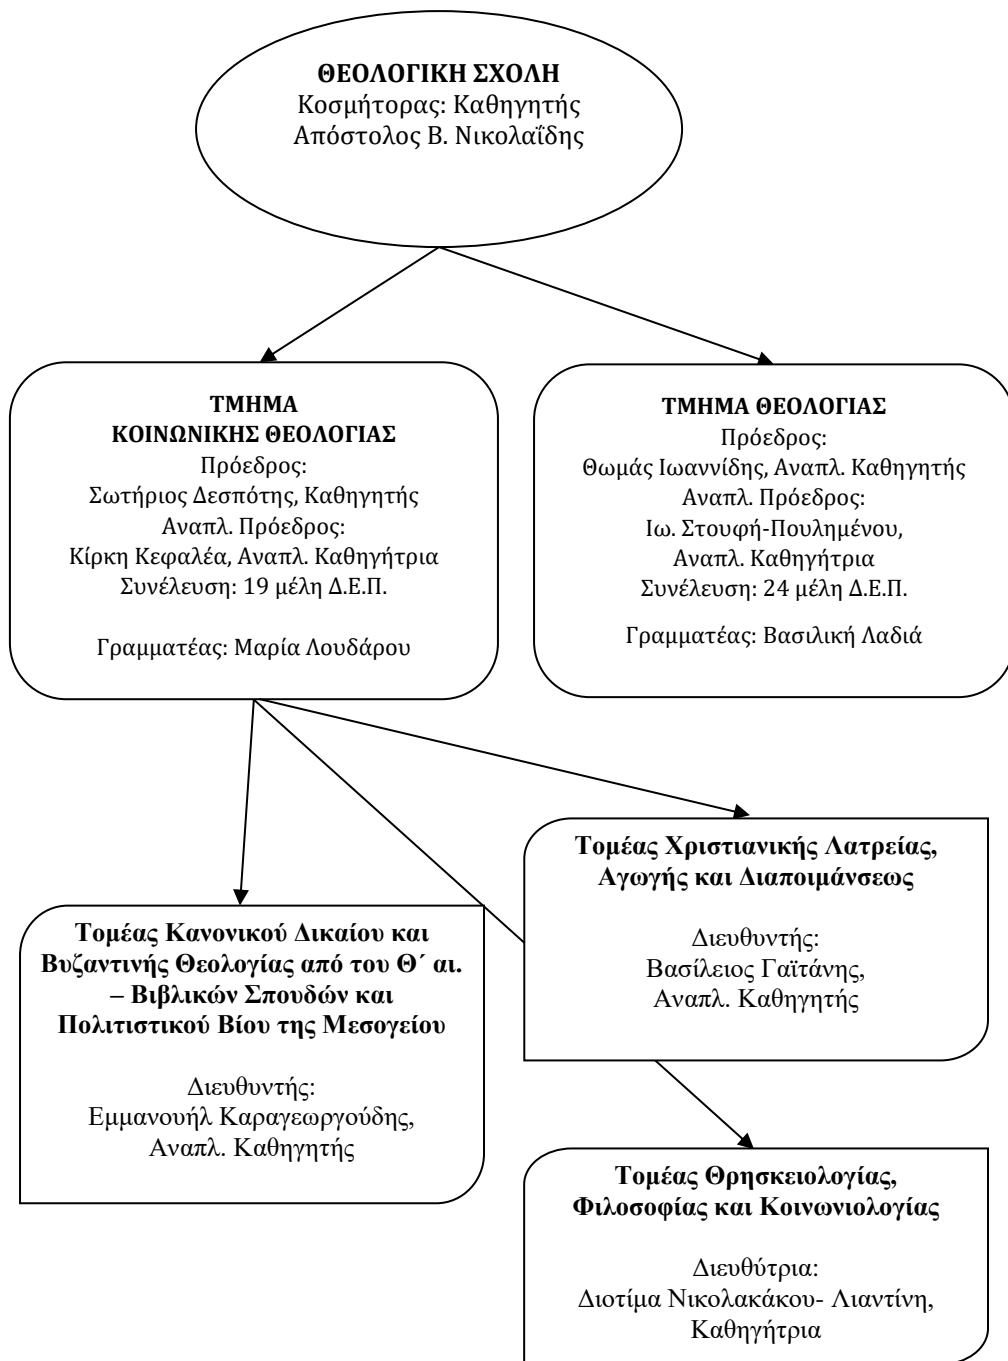 ΘΕΟΛΟΓΙΚΗ ΣΧΟΛΗ
Κοσμήτορας: Καθηγητής
Απόστολος Β. Νικολαΐδης
ΤΜΗΜΑ
ΚΟΙΝΩΝΙΚΗΣ ΘΕΟΛΟΓΙΑΣ
Πρόεδρος:
Σωτήριος Δεσπότης, Καθηγητής
Αναπλ. Πρόεδρος:
Κίρκη Κεφαλέα, Αναπλ. Καθηγήτρια
Συνέλευση: 19 μέλη Δ.Ε.Π.
Γραμματέας: Μαρία Λουδάρου
ΤΜΗΜΑ ΘΕΟΛΟΓΙΑΣ
Πρόεδρος:
Θωμάς Ιωαννίδης, Αναπλ. Καθηγητής
Αναπλ. Πρόεδρος:
Ιω. Στουφή-Πουλημένου,
Αναπλ. Καθηγήτρια
Συνέλευση: 24 μέλη Δ.Ε.Π.
Γραμματέας: Βασιλική Λαδιά
Τομέας Χριστιανικής Λατρείας,
Αγωγής και Διαποιμάνσεως
Διευθυντής:
Βασίλειος Γαϊτάνης,
Αναπλ. Καθηγητής
Τομέας Κανονικού Δικαίου και
Βυζαντινής Θεολογίας από του Θ΄ αι.
– Βιβλικών Σπουδών και
Πολιτιστικού Βίου της Μεσογείου
Διευθυντής:
Εμμανουήλ Καραγεωργούδης,
Αναπλ. Καθηγητής
Τομέας Θρησκειολογίας,
Φιλοσοφίας και Κοινωνιολογίας
Διευθύτρια:
Διοτίμα Νικολακάκου- Λιαντίνη,
Καθηγήτρια